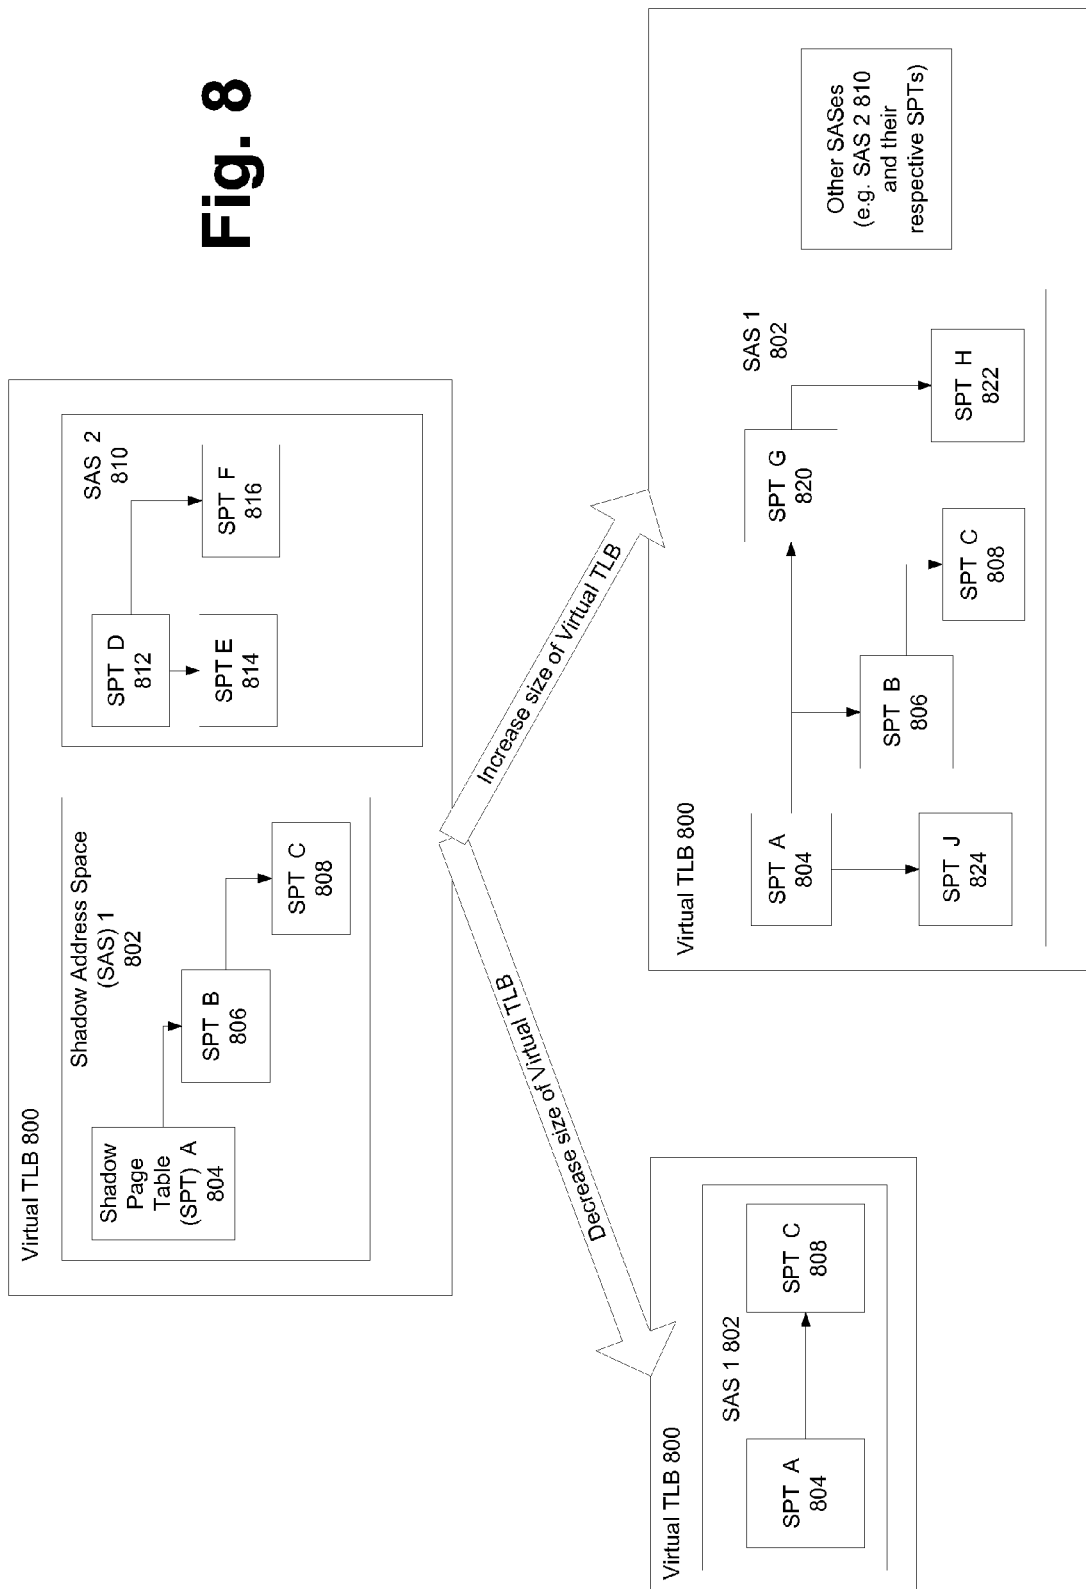 Fig. 8
Virtual TLB 800
Shadow Address Space
(SAS) 1
802
Shadow
Page
Table
(SPT) A
804
SPT B
806
SPT C
808
SAS 2
810
SPT D
812
SPT E
814
SPT F
816
Decrease size of Virtual TLB
Increase size of Virtual TLB
Virtual TLB 800
SAS 1 802
SPT A
804
SPT C
808
Virtual TLB 800
SAS 1
802
SPT A
804
SPT J
824
SPT B
806
SPT C
808
SPT G
820
SPT H
822
Other SASes
(e.g. SAS 2 810
and their
respective SPTs)